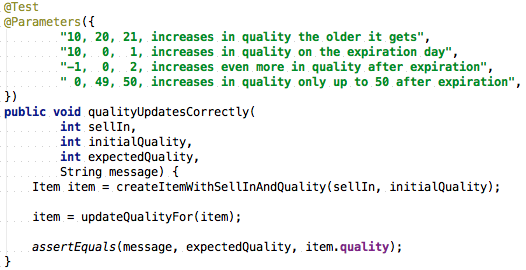 @Test
@Parameters({
"10, 20, 21, increases in quality the older it gets",
"10,  0,  1, increases in quality on the expiration day",
"-1,  0,  2, increases even more in quality after expiration",
" 0, 49, 50, increases in quality only up to 50 after expiration",
})
public void qualityUpdatesCorrectly(
int sellIn,
int initialQuality,
int expectedQuality,
String message) {
Item item = createItemWithSellInAndQuality(sellIn, initialQuality);
item = updateQualityFor(item);
assertEquals(message, expectedQuality, item.quality);
}